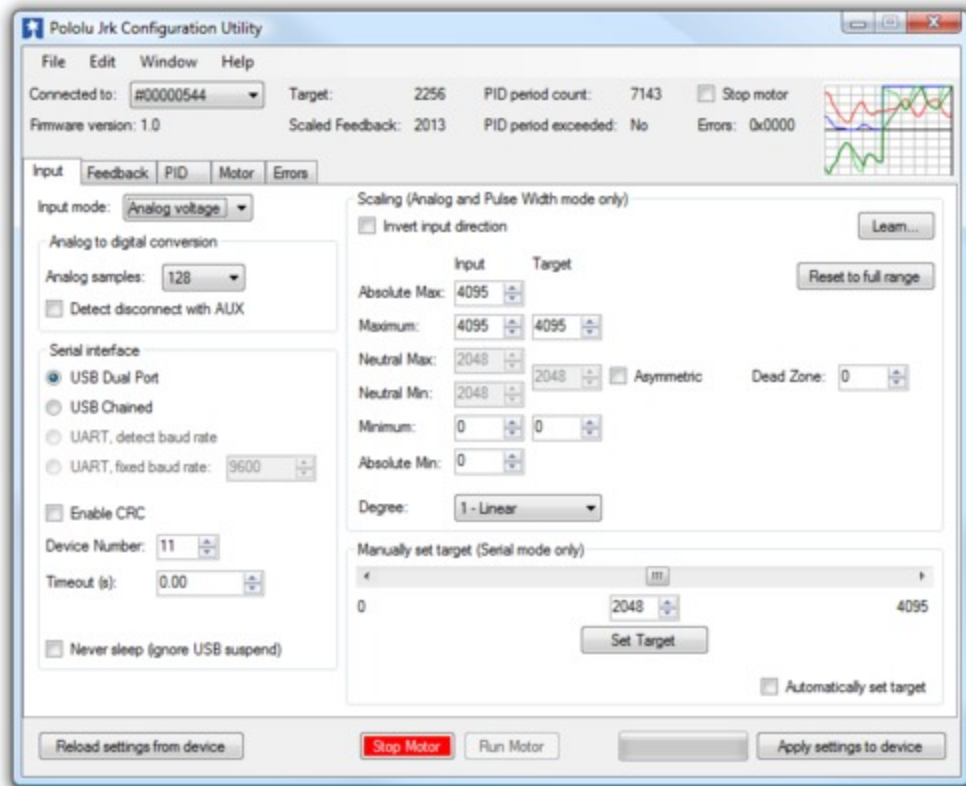 Pololu Jrk Configuration Utility
File Edit Window Help
Connected to: #00000544 Target: 2256 PID period count: 7143 Stop motor
Firmware version: 1.0 Scaled Feedback: 2013 PID period exceeded: No Errors: 0x0000
Input Feedback PID Motor Errors
Input mode: Analog voltage
Analog to digital conversion
Analog samples: 128
Detect disconnect with AUX
Serial interface
USB Dual Port
USB Chained
UART, detect baud rate
UART, fixed baud rate: 9600
Enable CRC
Device Number: 11
Timeout (s): 0.00
Never sleep (ignore USB suspend)
Scaling (Analog and Pulse Width mode only)
Invert input direction Learn...
Input Target
Reset to full range
Absolute Max: 4095
Maximum: 4095 4095
Neutral Max: 2048
2048 Asymmetric Dead Zone: 0
Neutral Min: 2048
Minimum: 0 0
Absolute Min: 0
Degree: 1 - Linear
Manually set target (Serial mode only)
0 2048 4095
Set Target
Automatically set target
Reload settings from device Stop Motor Run Motor Apply settings to device